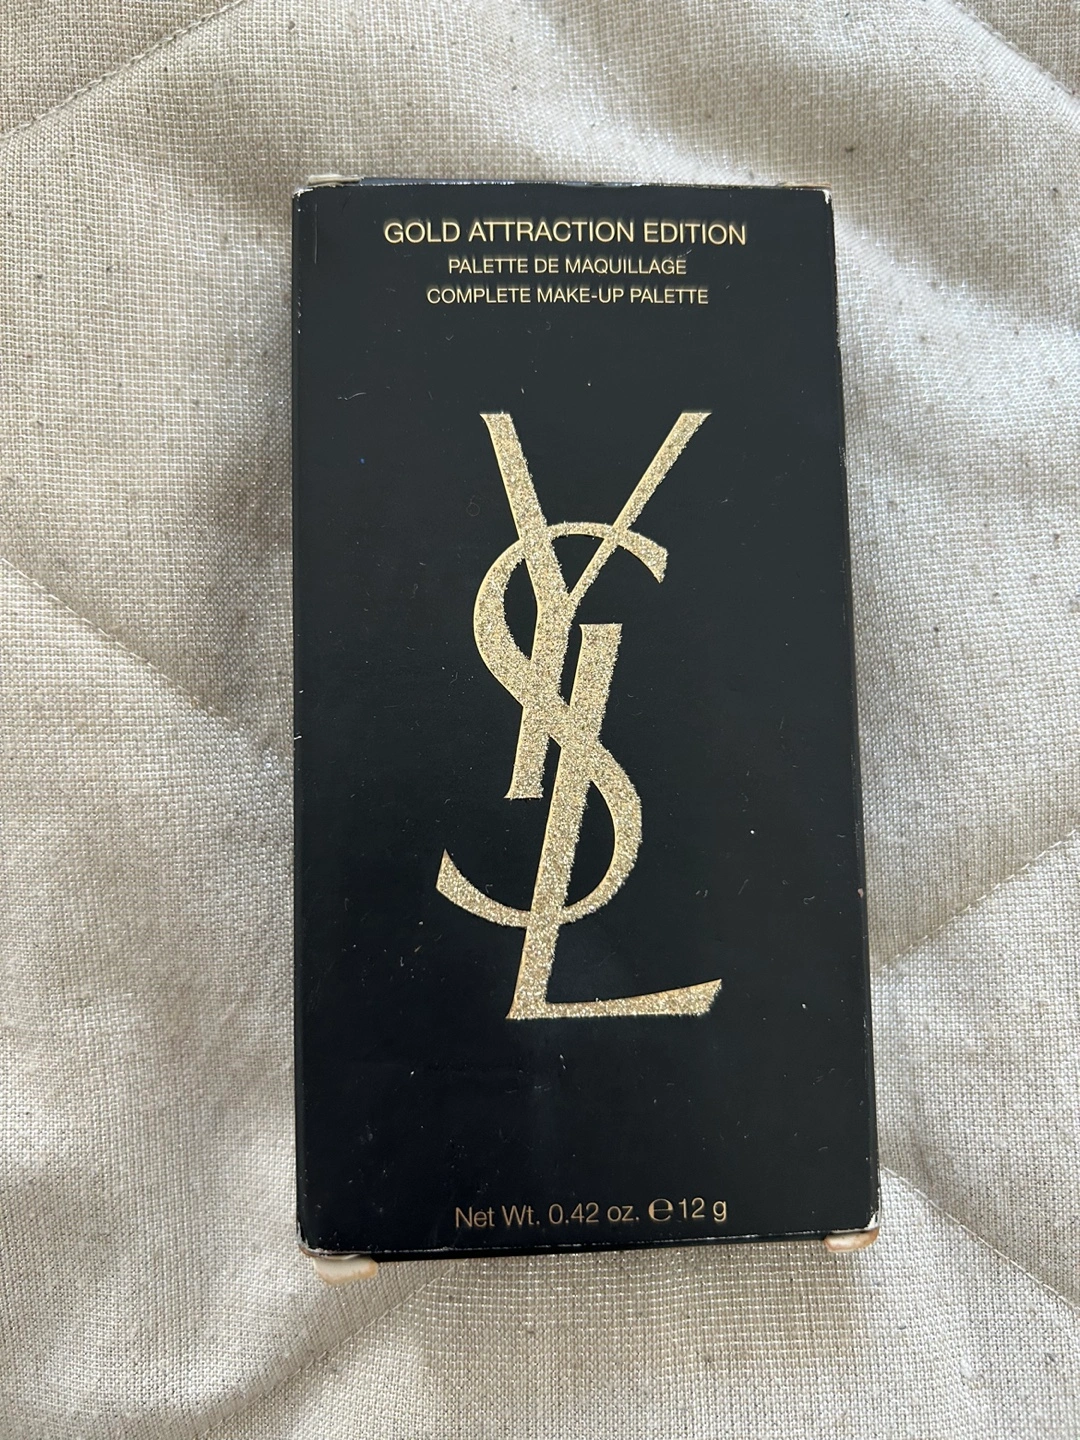 GOLD ATTRACTION EDITION
PALETTE DE MAQUILLAGE
COMPLETE MAKE-UP PALETTE
YSL
Net Wt. 0.42 oz. ℮ 12 g